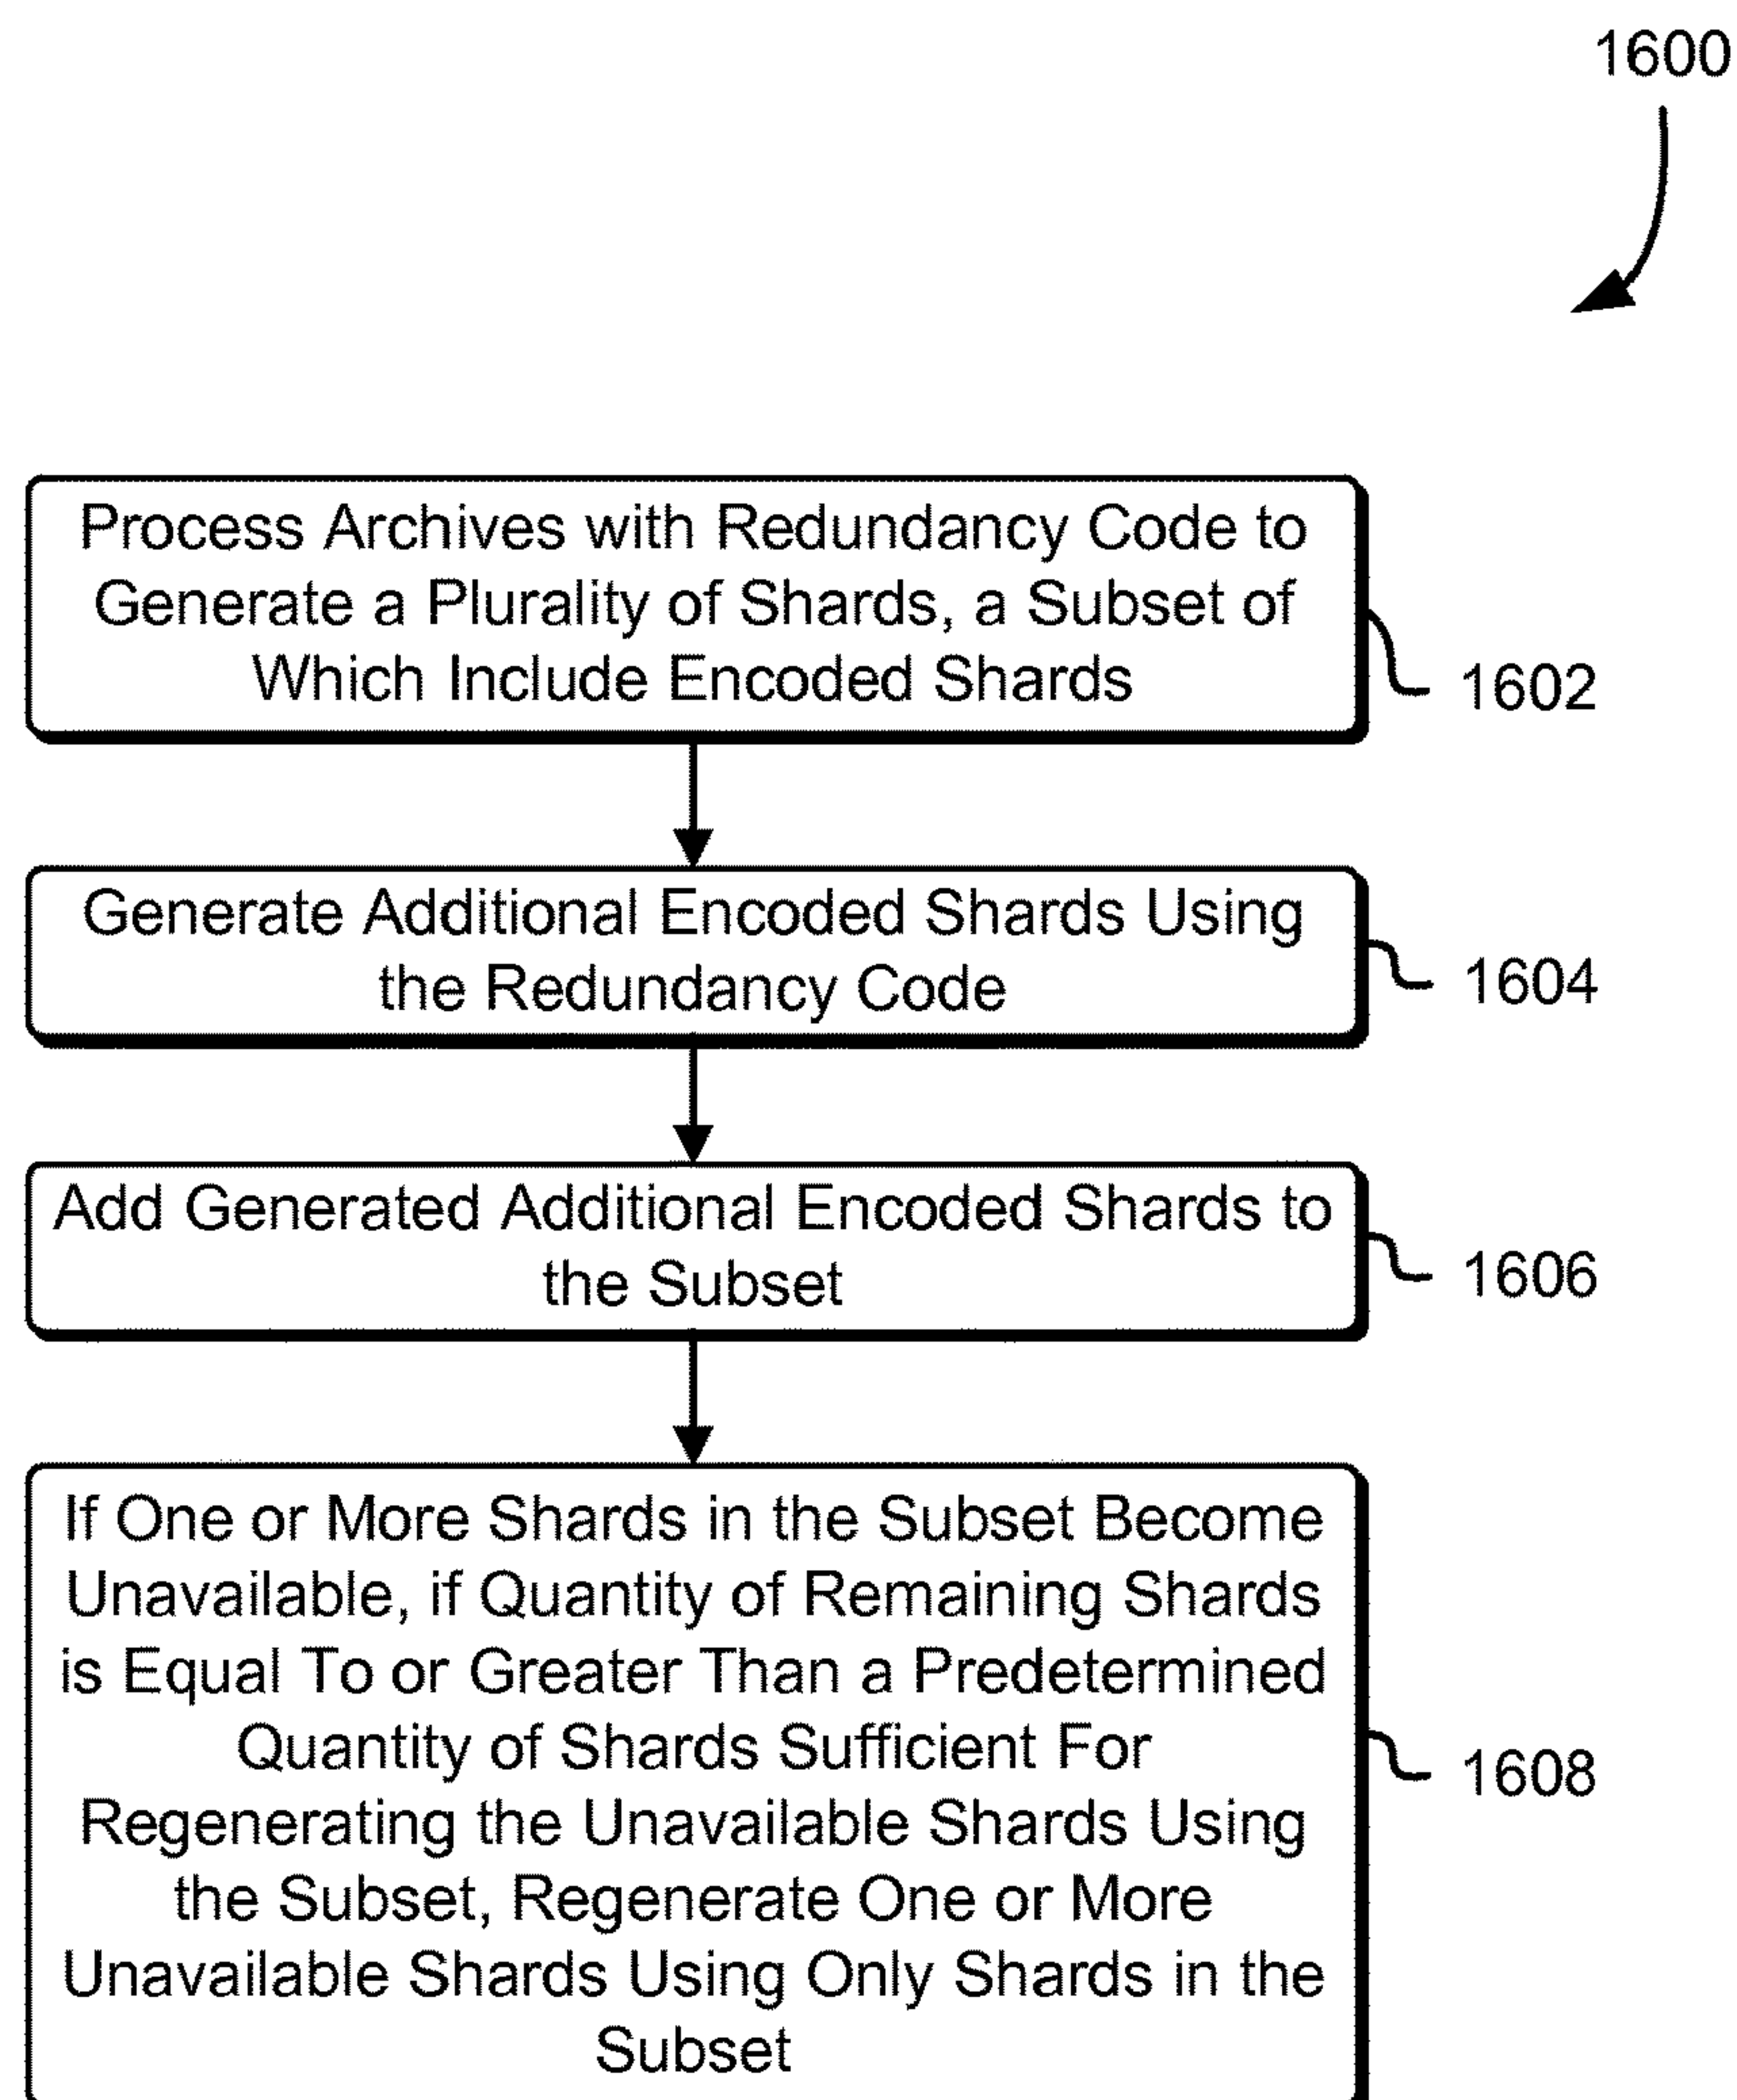 1600
Process Archives with Redundancy Code to
Generate a Plurality of Shards, a Subset of
Which Include Encoded Shards
1602
Generate Additional Encoded Shards Using
the Redundancy Code
1604
Add Generated Additional Encoded Shards to
the Subset
1606
If One or More Shards in the Subset Become
Unavailable, if Quantity of Remaining Shards
is Equal To or Greater Than a Predetermined
Quantity of Shards Sufficient For
Regenerating the Unavailable Shards Using
the Subset, Regenerate One or More
Unavailable Shards Using Only Shards in the
Subset
1608